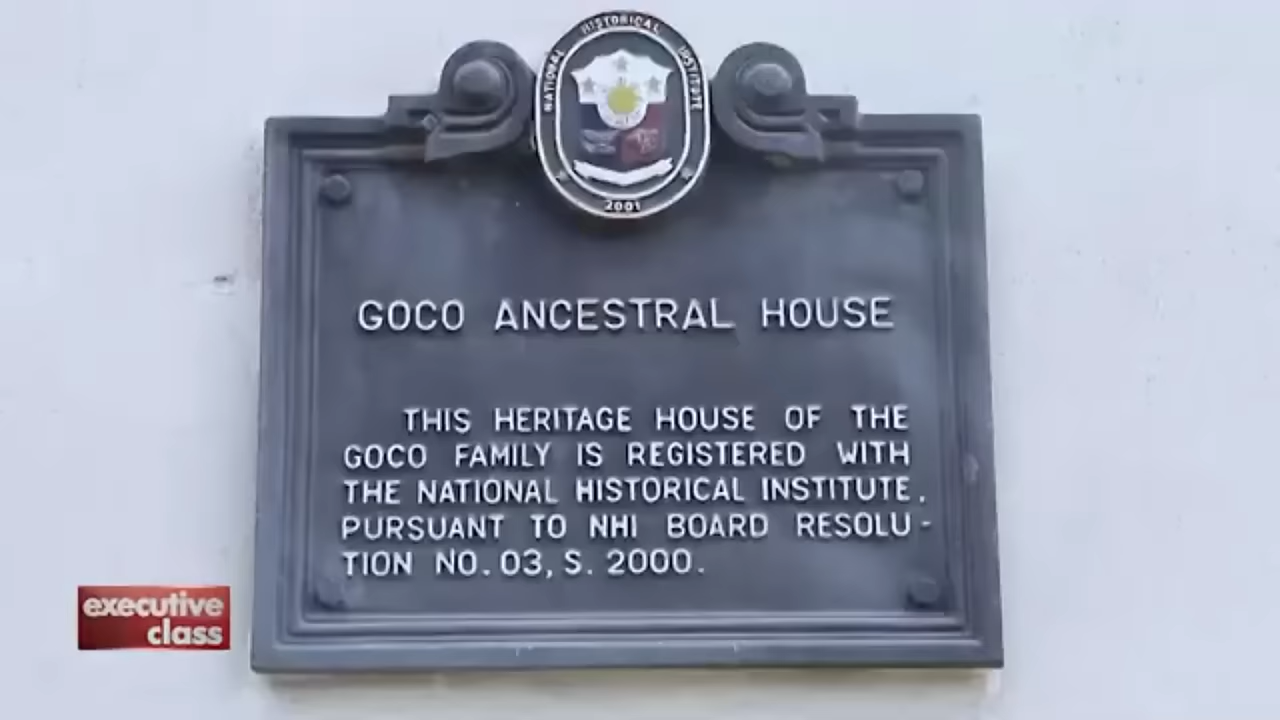 NATIONAL HISTORICAL INSTITUTE
2001
GOCO ANCESTRAL HOUSE
THIS HERITAGE HOUSE OF THE
GOCO FAMILY IS REGISTERED WITH
THE NATIONAL HISTORICAL INSTITUTE,
PURSUANT TO NHI BOARD RESOLU-
TION NO. 03, S. 2000.
executive
class